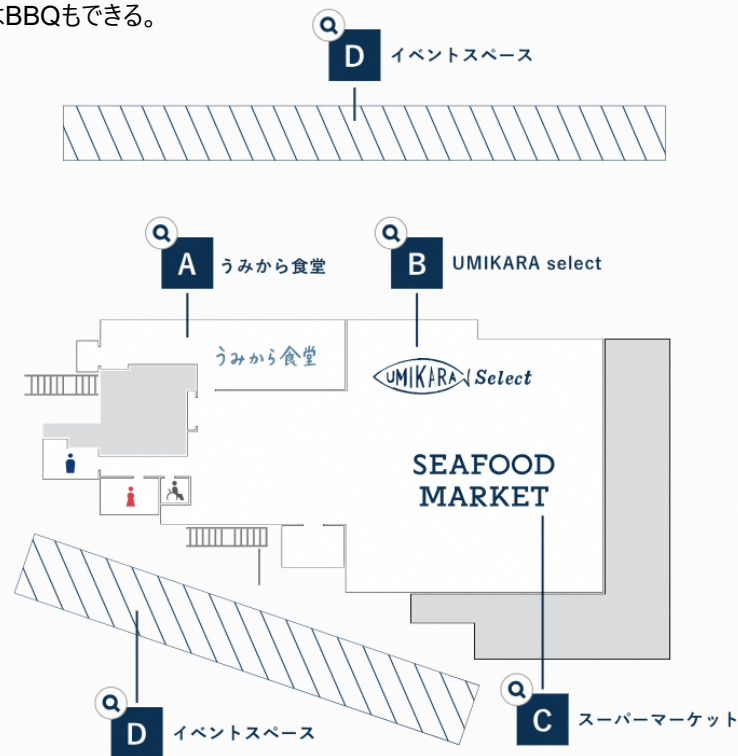 はBBQもできる。
D イベントスペース
A うみから食堂
B UMIKARA select
うみから食堂
UMIKARA Select
SEAFOOD
MARKET
C スーパーマーケット
D イベントスペース